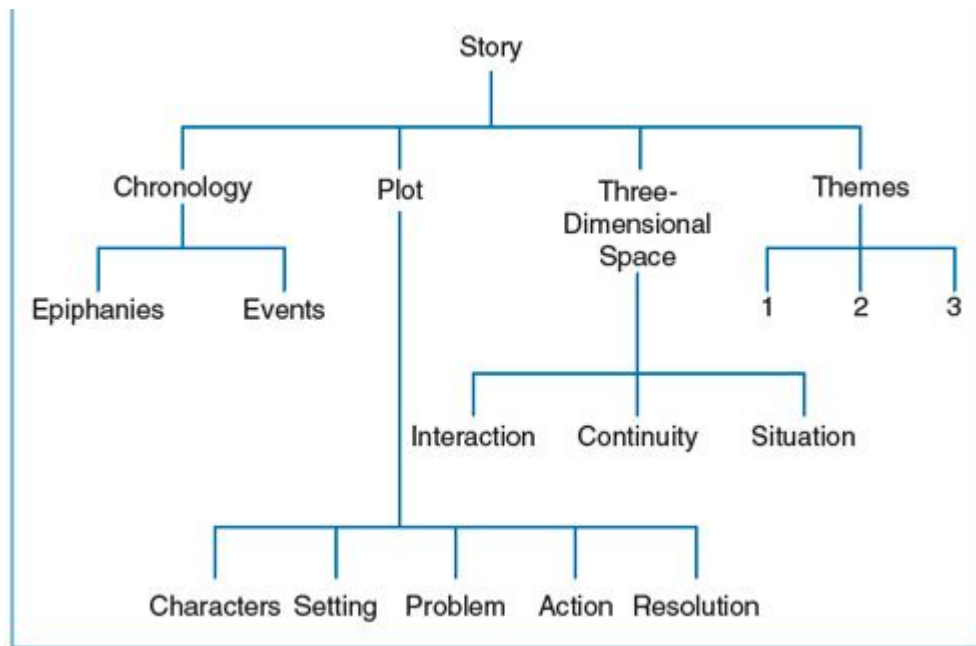 Story
Chronology Plot Three-
Dimensional
Space Themes
Epiphanies Events 1 2 3
Interaction Continuity Situation
Characters Setting Problem Action Resolution